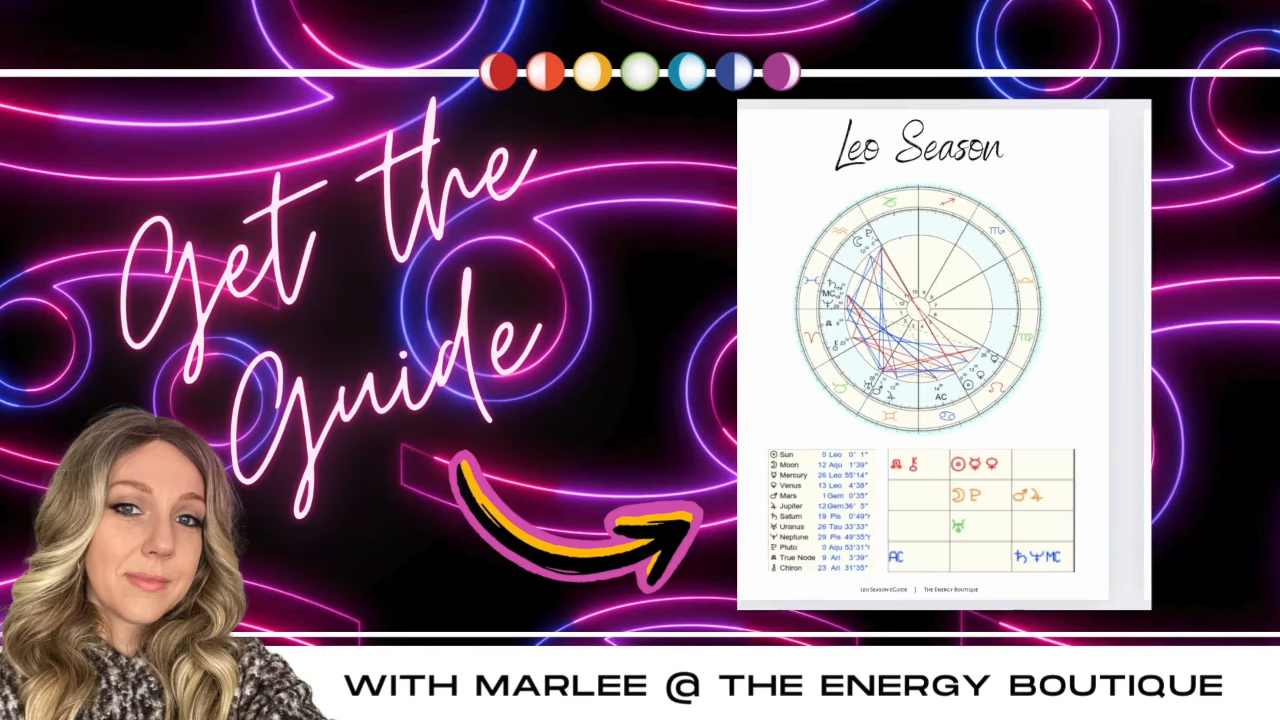 Get the
Guide
Leo Season
MC
AC
Sun 0 Leo 0' 1"
Moon 12 Aqu 1'39"
Mercury 26 Leo 55'14"
Venus 13 Leo 4'38"
Mars 1 Gem 0'35"
Jupiter 12 Gem 36' 5"
Saturn 19 Pis 0'49"r
Uranus 26 Tau 33'33"
Neptune 29 Pis 49'35"r
Pluto 0 Aqu 53'31"r
True Node 9 Ari 3'39"
Chiron 23 Ari 31'35"
AC MC
Leo Season eGuide | The Energy Boutique
WITH MARLEE @ THE ENERGY BOUTIQUE